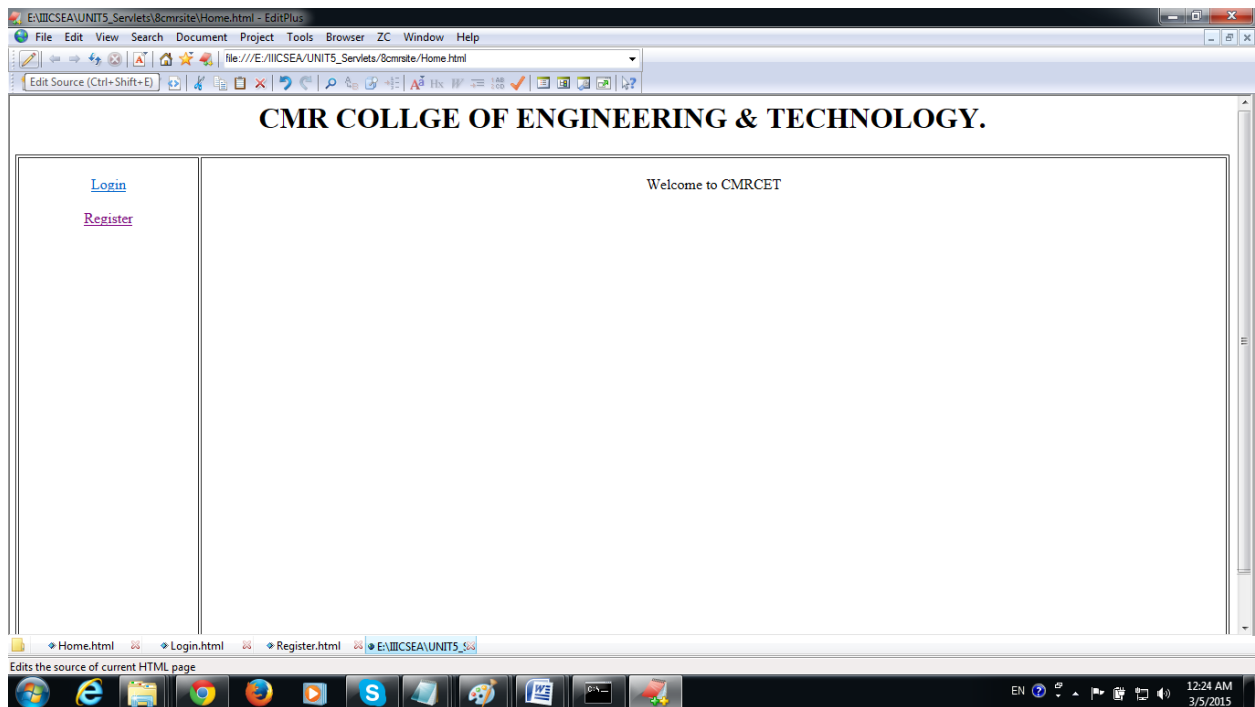 E:\IIICSEA\UNIT5_Servlets\8cmrsite\Home.html - EditPlus
File Edit View Search Document Project Tools Browser ZC Window Help
file:///E:/IIICSEA/UNIT5_Servlets/8cmrsite/Home.html
Edit Source (Ctrl+Shift+E)
CMR COLLGE OF ENGINEERING & TECHNOLOGY.
Login
Welcome to CMRCET
Register
Home.html Login.html Register.html E:\IIICSEA\UNIT5_S
Edits the source of current HTML page
EN 12:24 AM
3/5/2015